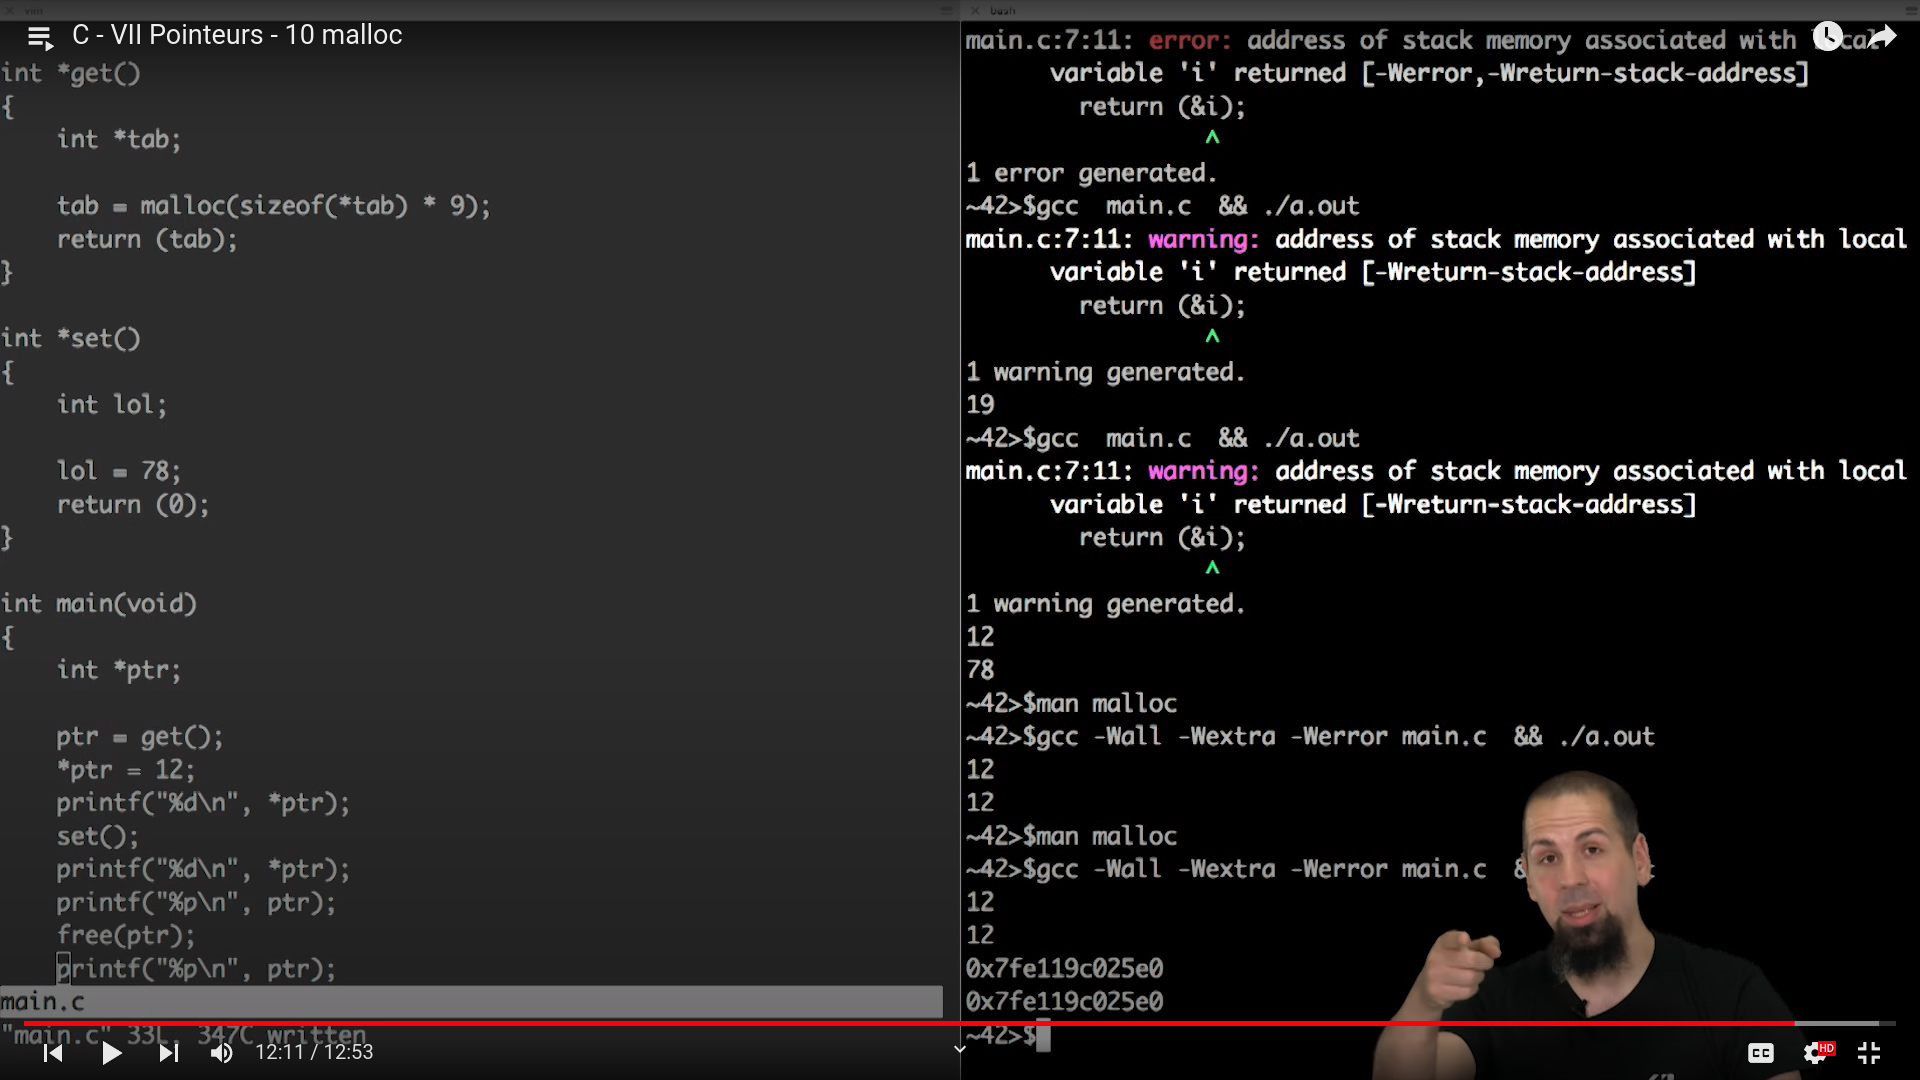 vim
bash
C - VII Pointeurs - 10 malloc
int *get()
{
int *tab;
tab = malloc(sizeof(*tab) * 9);
return (tab);
}
int *set()
{
int lol;
lol = 78;
return (0);
}
int main(void)
{
int *ptr;
ptr = get();
*ptr = 12;
printf("%d\n", *ptr);
set();
printf("%d\n", *ptr);
printf("%p\n", ptr);
free(ptr);
printf("%p\n", ptr);
main.c
"main.c" 33L, 347C written
main.c:7:11: error: address of stack memory associated with local
variable 'i' returned [-Werror,-Wreturn-stack-address]
return (&i);
^
1 error generated.
~42>$gcc  main.c  && ./a.out
main.c:7:11: warning: address of stack memory associated with local
variable 'i' returned [-Wreturn-stack-address]
return (&i);
^
1 warning generated.
19
~42>$gcc  main.c  && ./a.out
main.c:7:11: warning: address of stack memory associated with local
variable 'i' returned [-Wreturn-stack-address]
return (&i);
^
1 warning generated.
12
78
~42>$man malloc
~42>$gcc -Wall -Wextra -Werror main.c  && ./a.out
12
12
~42>$man malloc
~42>$gcc -Wall -Wextra -Werror main.c
12
12
0x7fe119c025e0
0x7fe119c025e0
~42>$
12:11 / 12:53
CC
HD